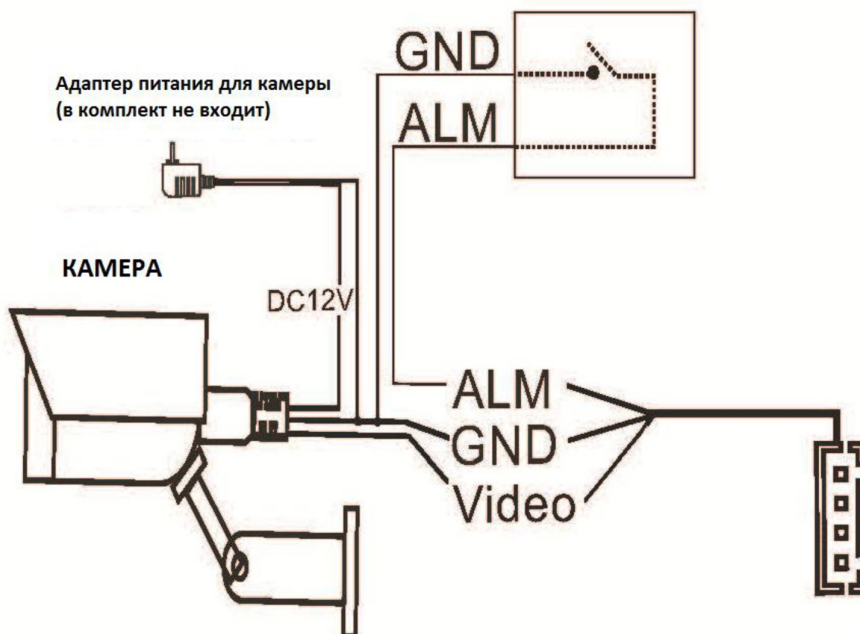 GND
Адаптер питания для камеры
(в комплект не входит)
ALM
КАМЕРА
DC12V
ALM
GND
Video